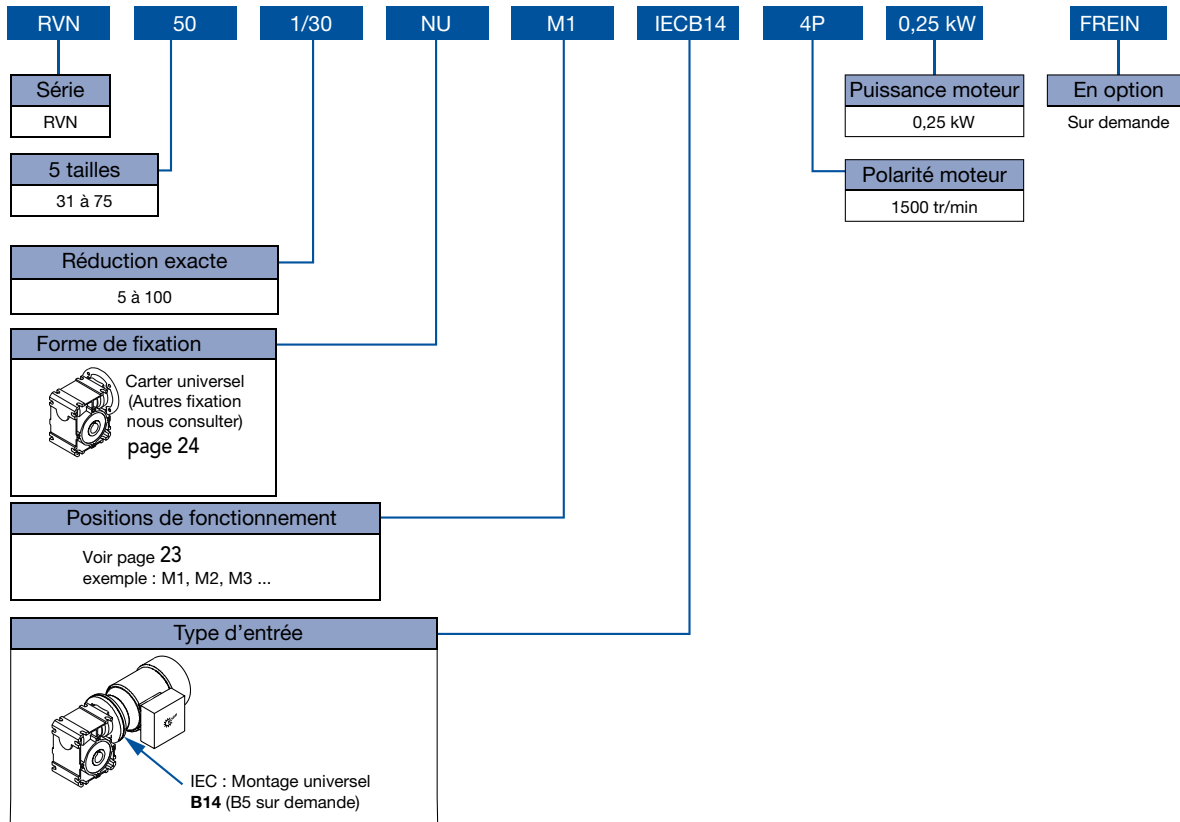 RVN 50 1/30 NU M1 IECB14 4P 0,25 kW FREIN
Série
RVN
5 tailles
31 à 75
Réduction exacte
5 à 100
Forme de fixation
Carter universel
(Autres fixation
nous consulter)
page 24
Positions de fonctionnement
Voir page 23
exemple : M1, M2, M3 ...
Type d’entrée
IEC : Montage universel
B14 (B5 sur demande)
Puissance moteur
0,25 kW
Polarité moteur
1500 tr/min
En option
Sur demande